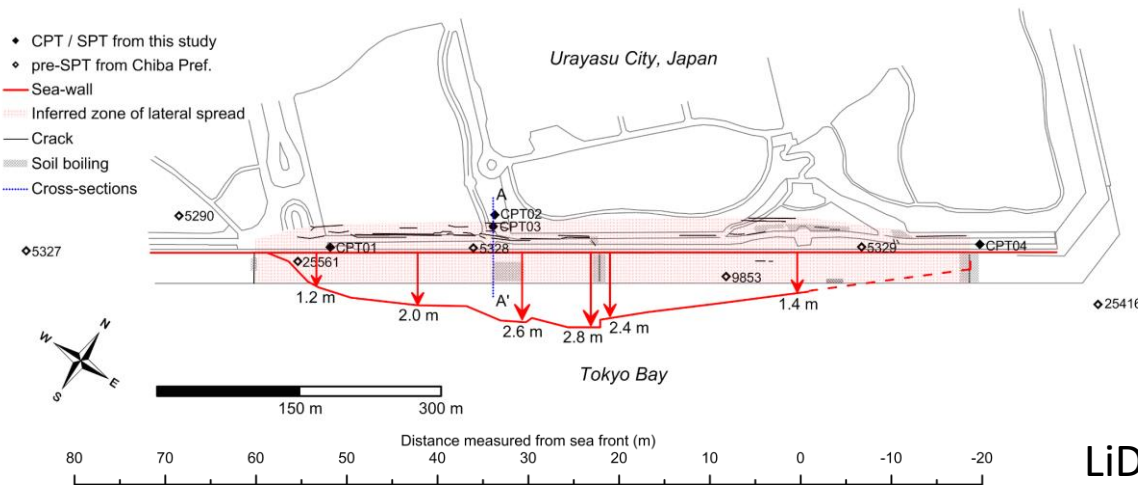 CPT / SPT from this study
pre-SPT from Chiba Pref.
Sea-wall
Inferred zone of lateral spread
Crack
Soil boiling
Cross-sections
Urayasu City, Japan
A
CPT02
CPT03
5290
5327
CPT01
5328
5329
CPT04
25561
9853
25416
A'
1.2 m
2.0 m
2.6 m
2.8 m
2.4 m
1.4 m
Tokyo Bay
N
W
E
S
150 m
300 m
Distance measured from sea front (m)
80 70 60 50 40 30 20 10 0 -10 -20
LiD